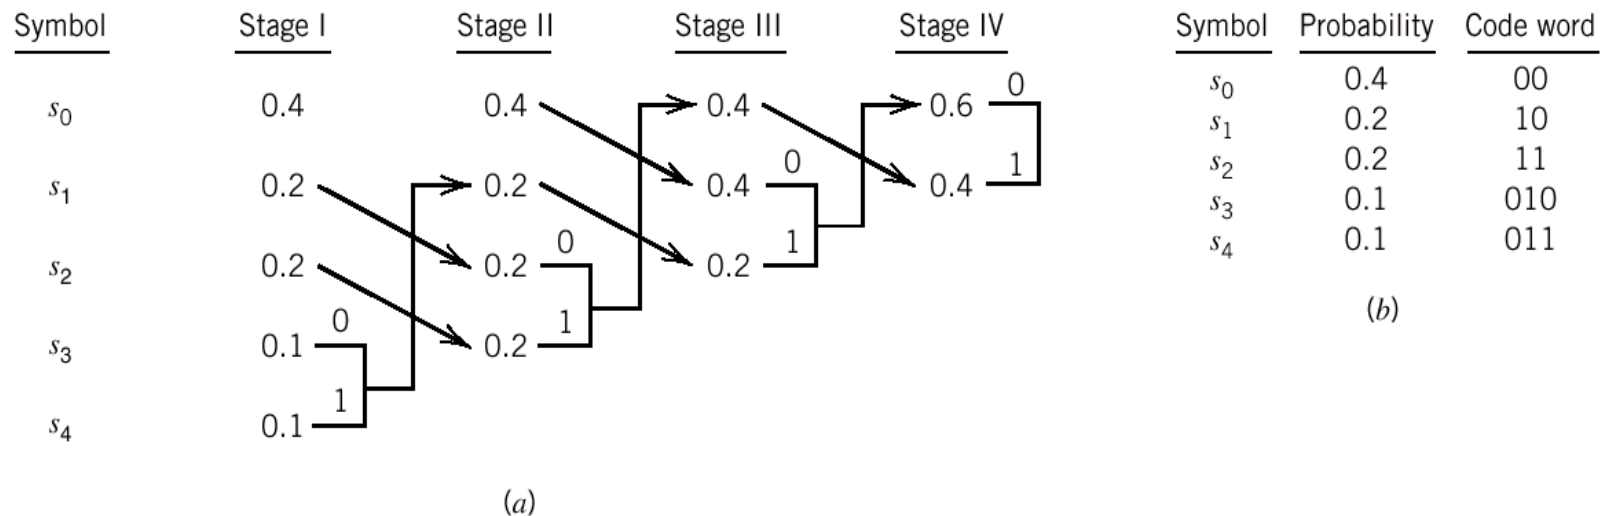 Symbol Stage I Stage II Stage III Stage IV
s0 0.4 0.4 0.4 0.6 0
s1 0.2 0.2 0.4 0 0.4 1
s2 0.2 0.2 0 0.2 1
s3 0.1 0 0.2 1
s4 0.1 1
(a)
Symbol Probability Code word
s0 0.4 00
s1 0.2 10
s2 0.2 11
s3 0.1 010
s4 0.1 011
(b)